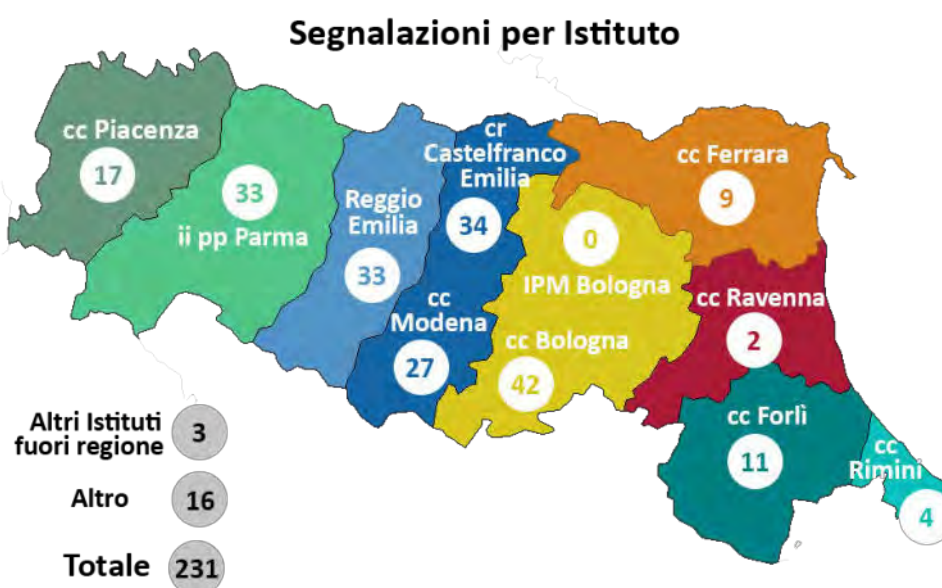 Segnalazioni per Istituto
cc Piacenza
17
33
ii pp Parma
Reggio
Emilia
33
cr
Castelfranco
Emilia
34
cc
Modena
27
0
IPM Bologna
cc Bologna
42
cc Ferrara
9
cc Ravenna
2
cc Forlì
11
cc
Rimini
4
Altri Istituti
fuori regione
3
Altro
16
Totale
231